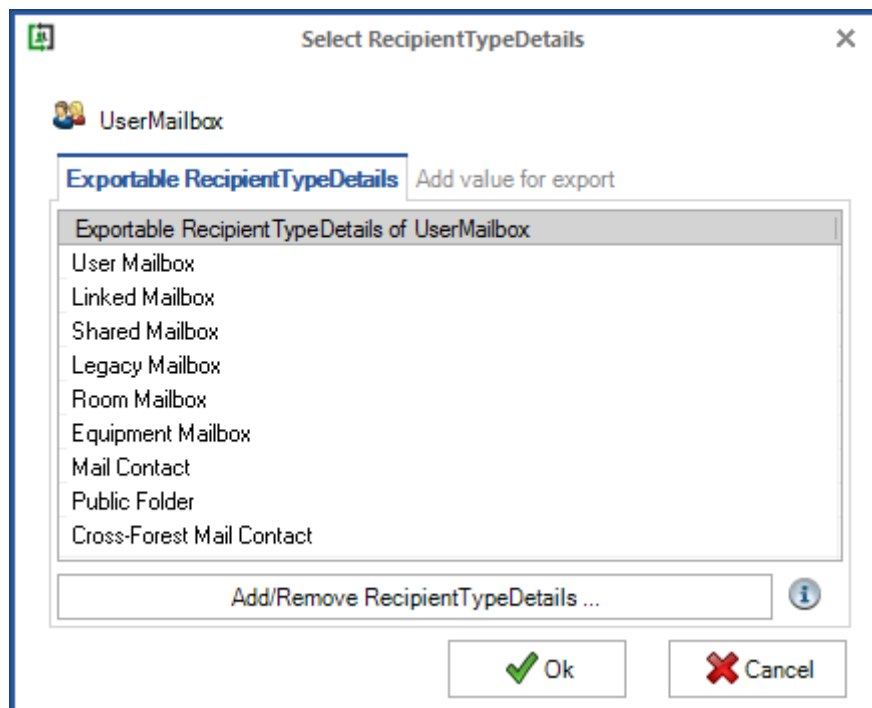 Select RecipientTypeDetails
UserMailbox
Exportable RecipientTypeDetails Add value for export
Exportable RecipientTypeDetails of UserMailbox
User Mailbox
Linked Mailbox
Shared Mailbox
Legacy Mailbox
Room Mailbox
Equipment Mailbox
Mail Contact
Public Folder
Cross-Forest Mail Contact
Add/Remove RecipientTypeDetails ...
Ok Cancel